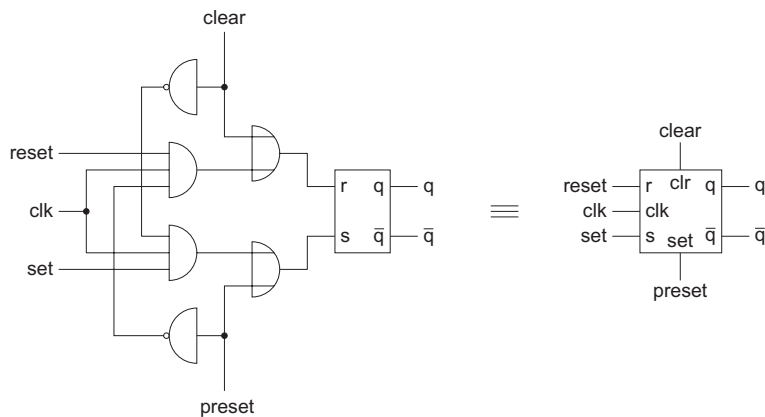 clear
reset
clk
set
preset
r q q
s q̅ q̅
≡
clear
reset r clr q q
clk clk
set s set q̅ q̅
preset